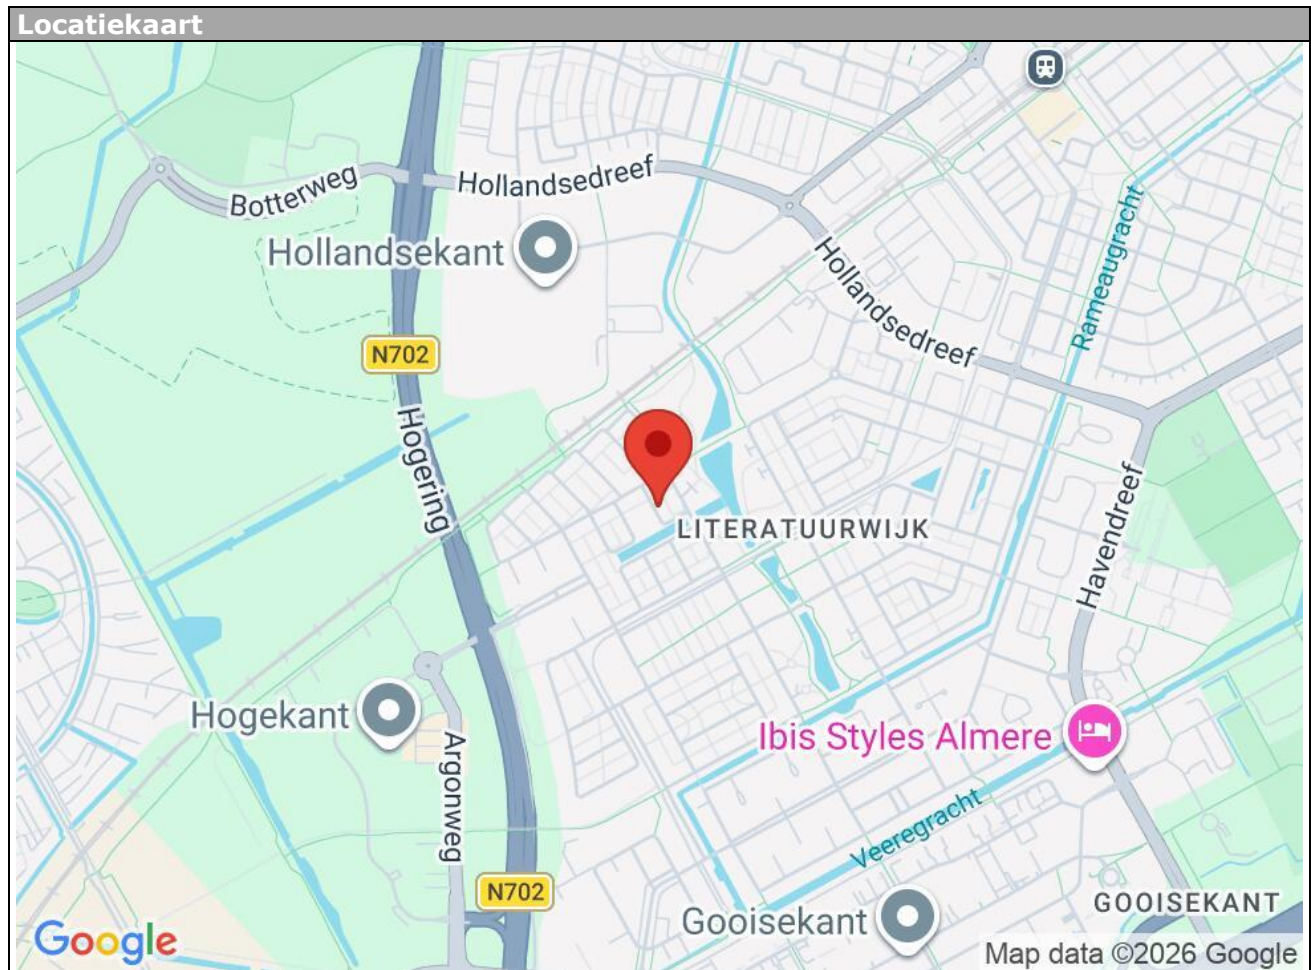 Locatiekaart
Botterweg
Hollandsedreef
Hollandsekant
Hollandsedreef
Rameaugracht
N702
Hogering
LITERATUURWIJK
Havendreef
Hogekant
Ibis Styles Almere
Argonweg
Veeregracht
N702
GOOISEKANT
Gooisekant
Google
Map data ©2026 Google